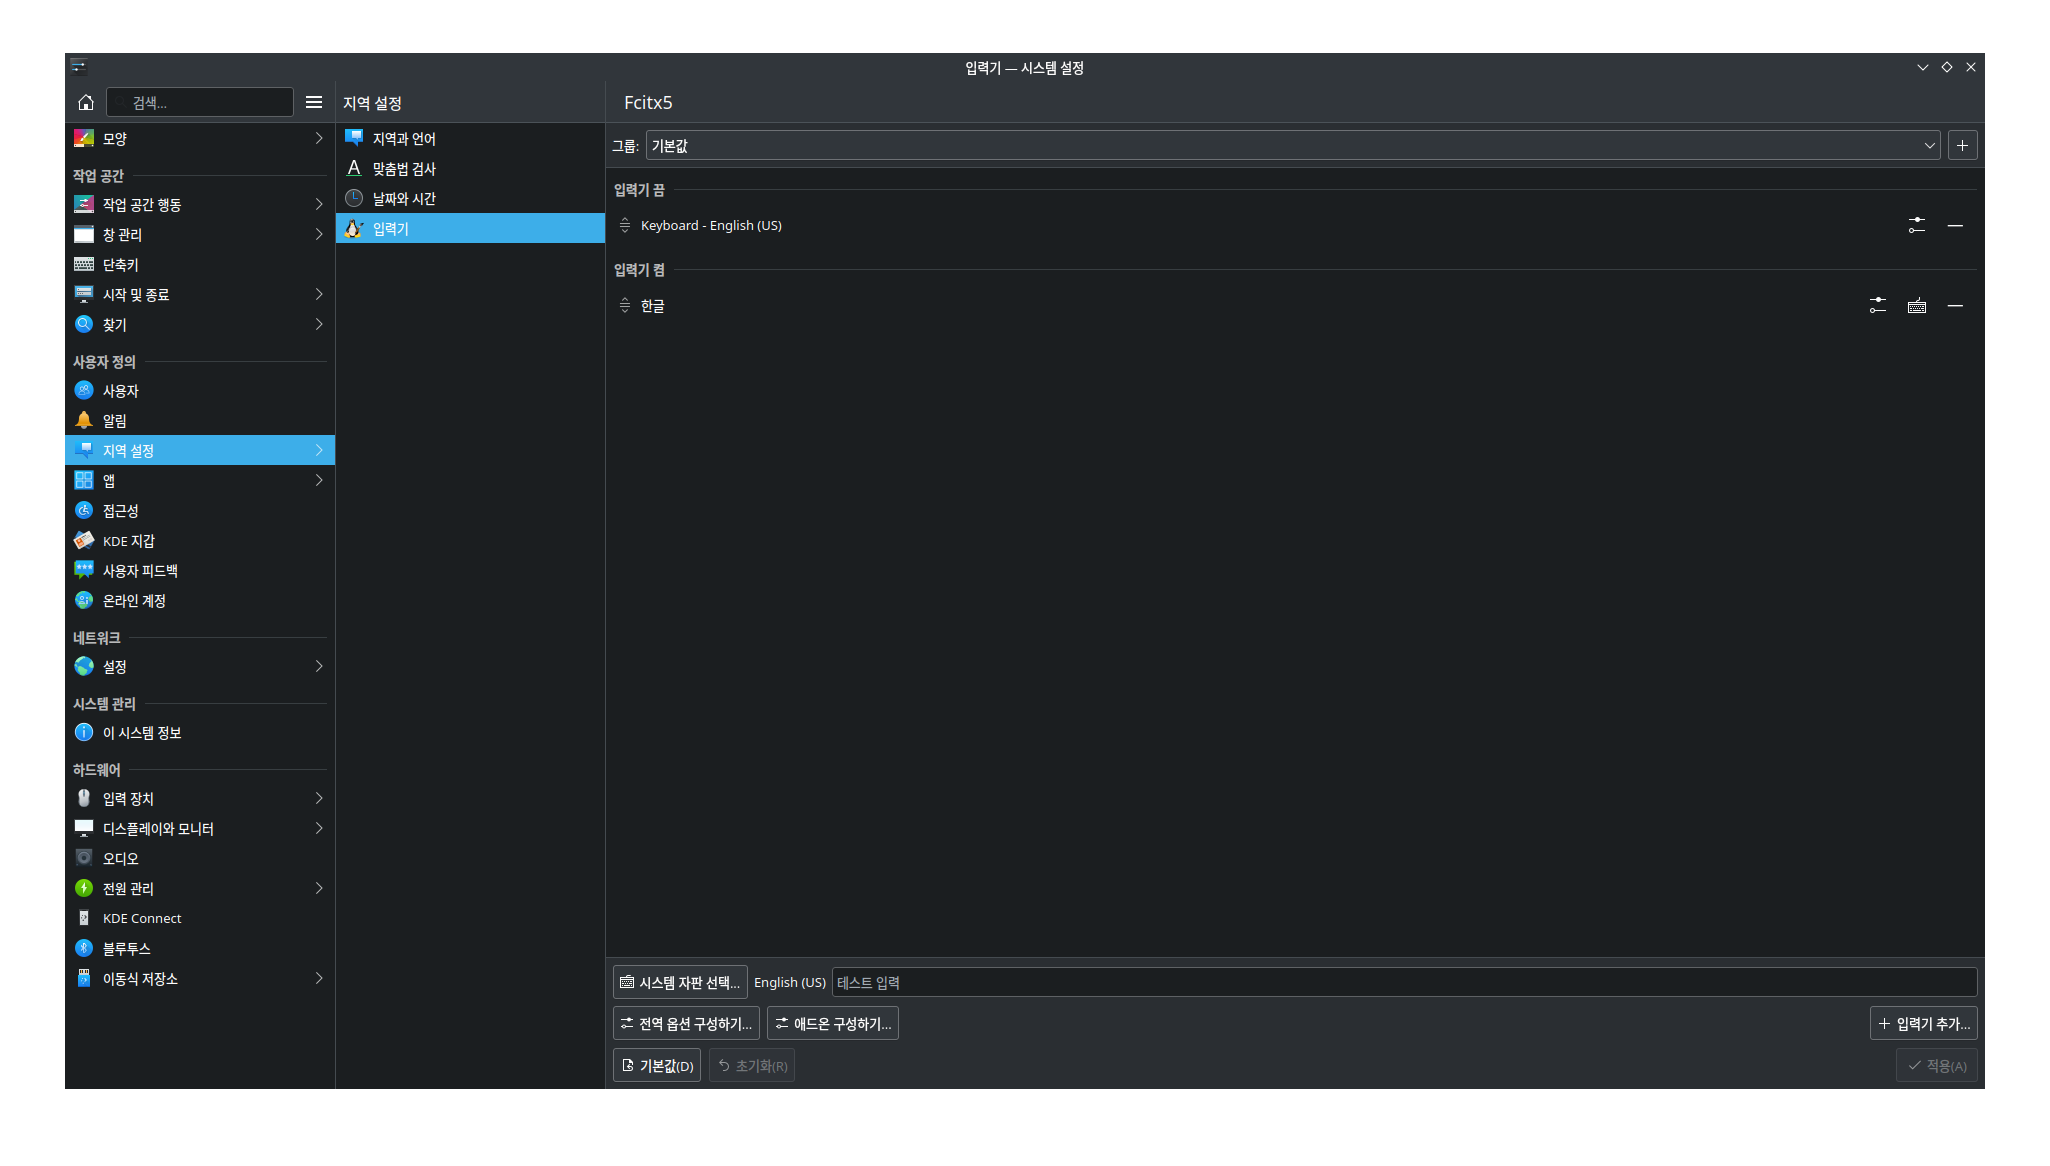 입력기 — 시스템 설정
검색...
지역 설정
Fcitx5
모양
작업 공간
작업 공간 행동
창 관리
단축키
시작 및 종료
찾기
사용자 정의
사용자
알림
지역 설정
앱
접근성
KDE 지갑
사용자 피드백
온라인 계정
네트워크
설정
시스템 관리
이 시스템 정보
하드웨어
입력 장치
디스플레이와 모니터
오디오
전원 관리
KDE Connect
블루투스
이동식 저장소
지역과 언어
맞춤법 검사
날짜와 시간
입력기
그룹: 기본값
입력기 끔
Keyboard - English (US)
입력기 켬
한글
시스템 자판 선택... English (US) 테스트 입력
전역 옵션 구성하기... 애드온 구성하기... 입력기 추가...
기본값(D) 초기화(R) 적용(A)